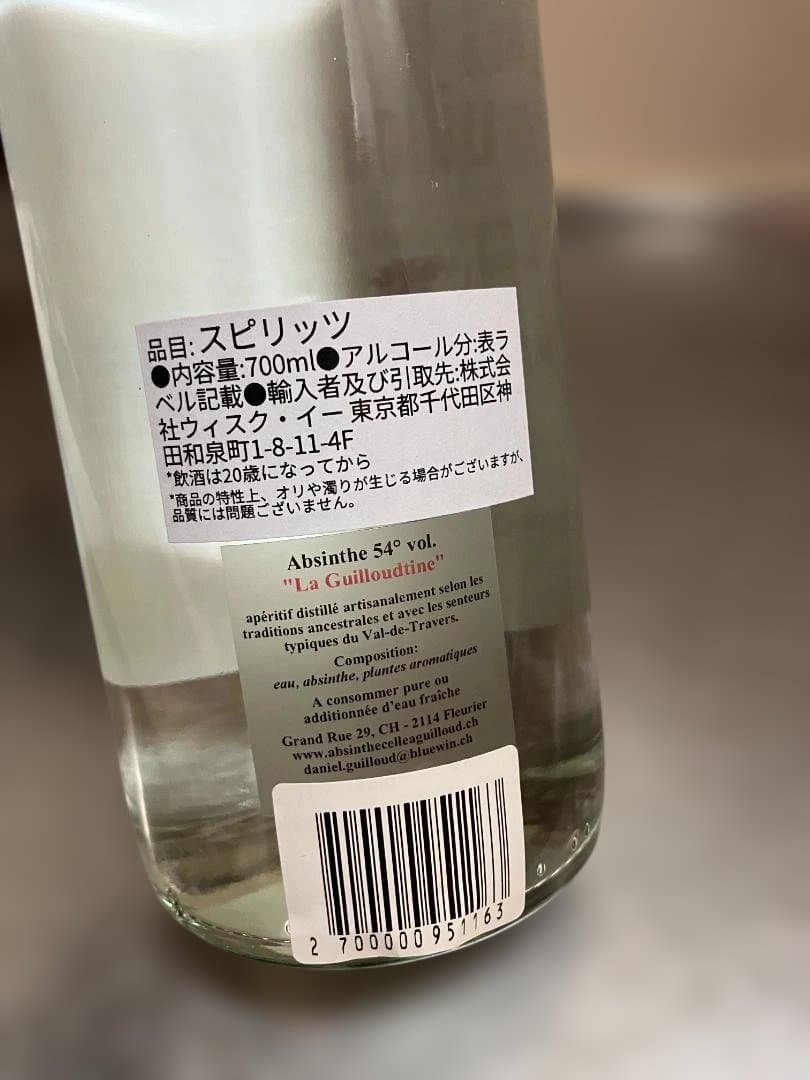 品目: スピリッツ
●内容量:700ml●アルコール分:表ラ
ベル記載●輸入者及び引取先:株式会
社ウィスク・イー 東京都千代田区神
田和泉町1-8-11-4F
*飲酒は20歳になってから
*商品の特性上、オリや濁りが生じる場合がございますが、
品質には問題ございません。
Absinthe 54° vol.
"La Guilloudtine"
apéritif distillé artisanalement selon les
traditions ancestrales et avec les senteurs
typiques du Val-de-Travers.
Composition:
eau, absinthe, plantes aromatiques
A consommer pure ou
additionnée d'eau fraîche
Grand Rue 29, CH - 2114 Fleurier
www.absinthecelleaguilloud.ch
daniel.guilloud@bluewin.ch
2 700000 951163